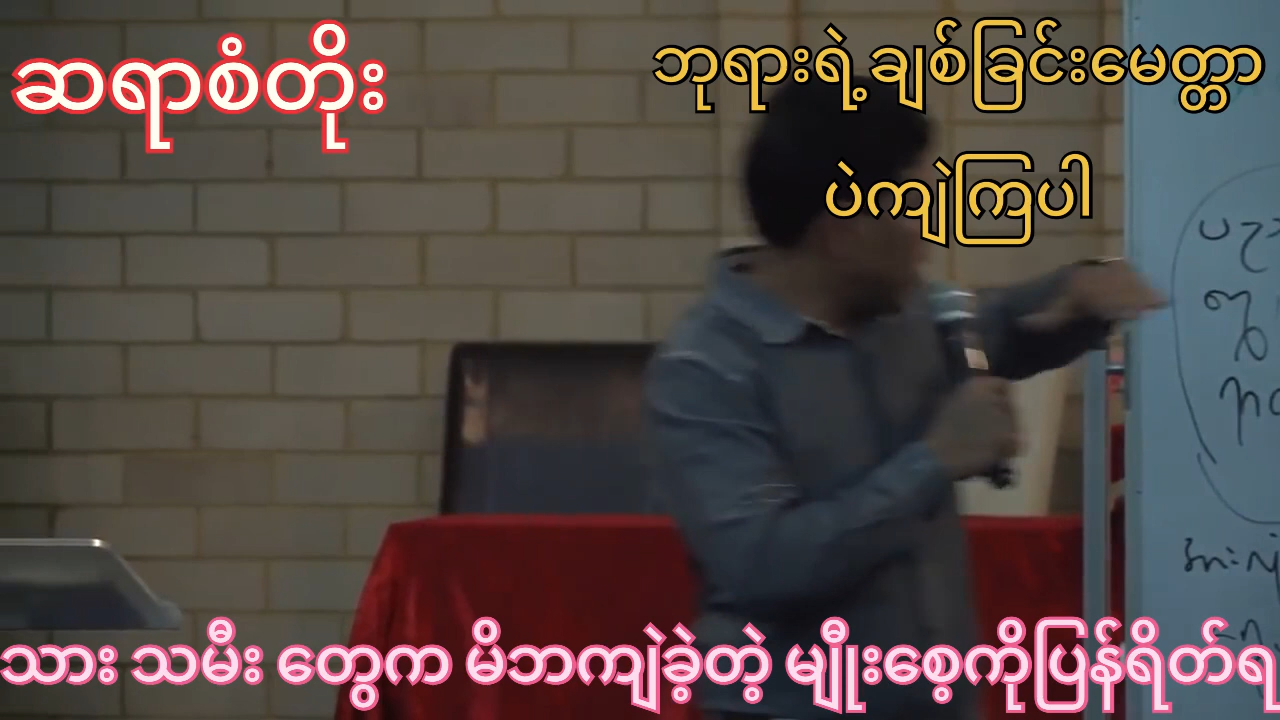 ဆရာစံတိုး
ဘုရားရဲ့ချစ်ခြင်းမေတ္တာ
ပဲကျဲကြပါ
သား သမီး တွေက မိဘကျဲခဲ့တဲ့ မျိုးစေ့ကိုပြန်ရိတ်ရ